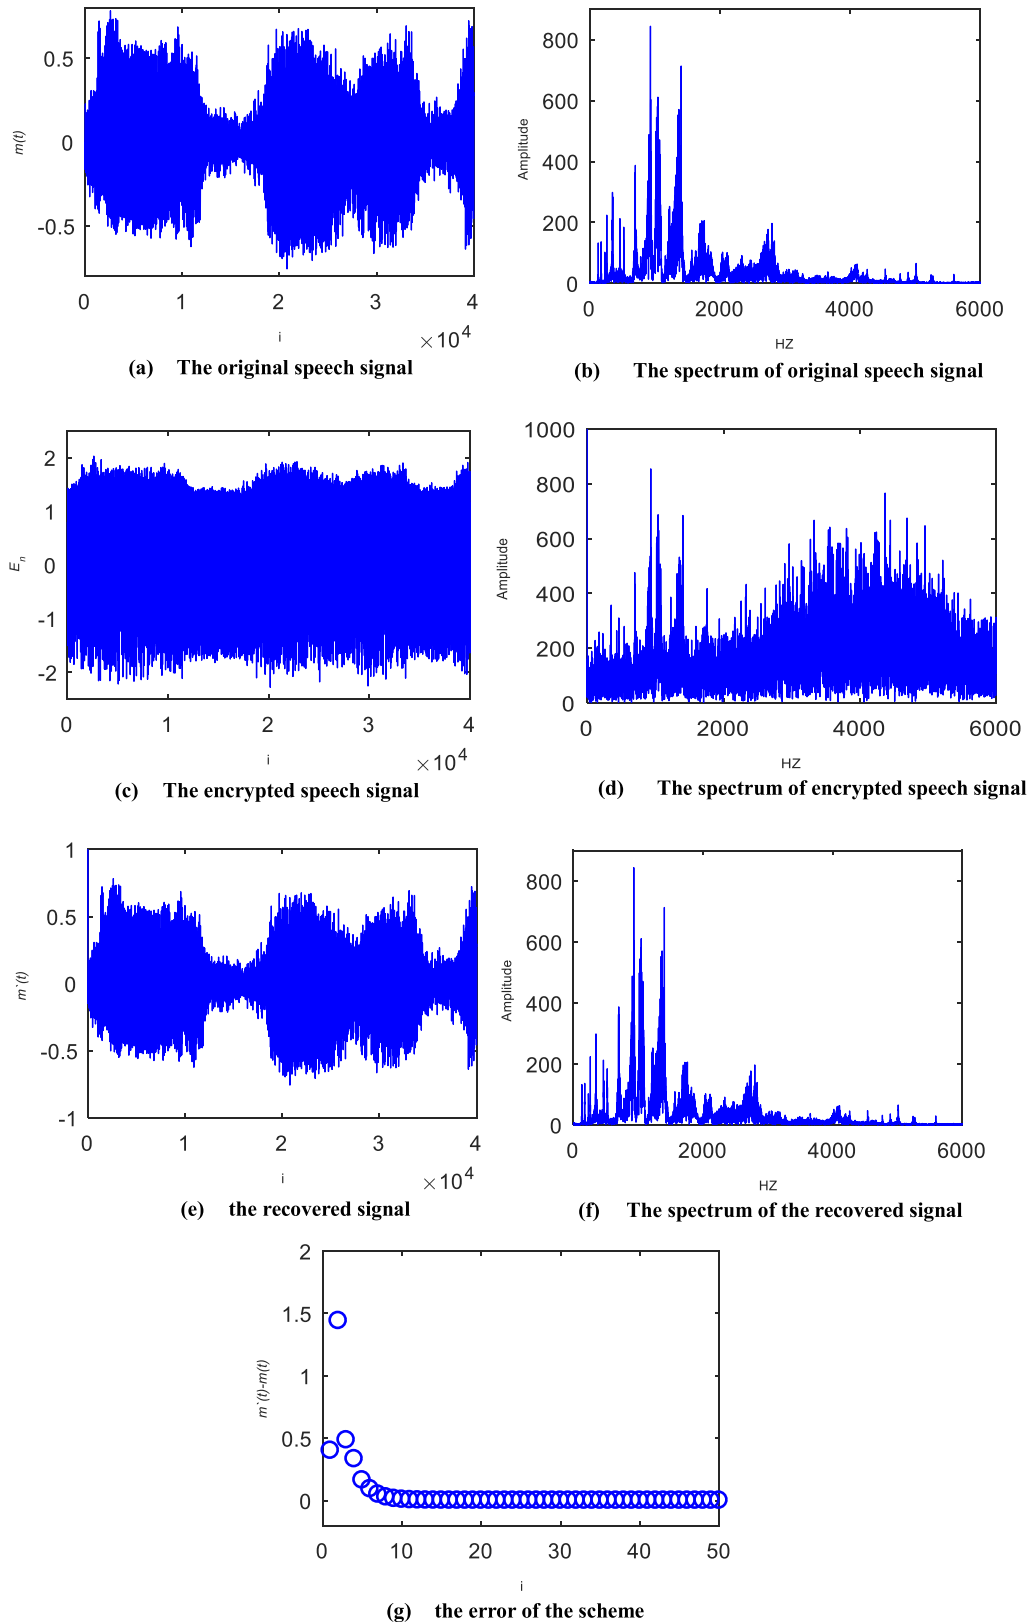 0.5
0
-0.5
m(t)
0 1 2 3 4
i
×10^4
(a) The original speech signal
800
600
400
200
0
Amplitude
0 2000 4000 6000
HZ
(b) The spectrum of original speech signal
2
1
0
-1
-2
E_n
0 1 2 3 4
i
×10^4
(c) The encrypted speech signal
1000
800
600
400
200
0
Amplitude
0 2000 4000 6000
HZ
(d) The spectrum of encrypted speech signal
1
0.5
0
-0.5
-1
m`(t)
0 1 2 3 4
i
×10^4
(e) the recovered signal
800
600
400
200
0
Amplitude
0 2000 4000 6000
HZ
(f) The spectrum of the recovered signal
2
1.5
1
0.5
0
m`(t)-m(t)
0 10 20 30 40 50
i
(g) the error of the scheme